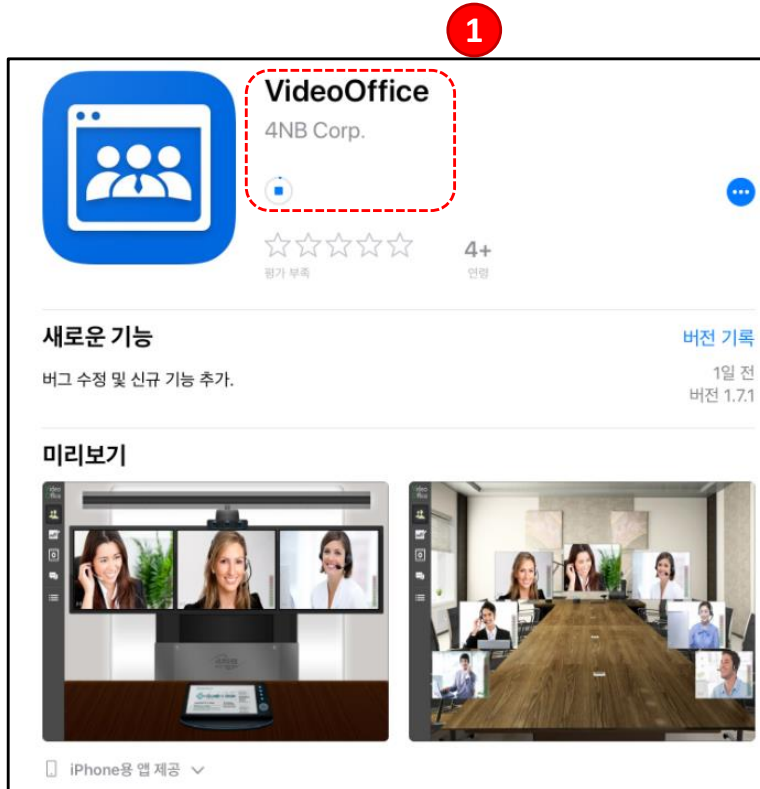 1
VideoOffice
4NB Corp.
4+
평가 부족
연령
새로운 기능
버전 기록
버그 수정 및 신규 기능 추가.
1일 전
버전 1.7.1
미리보기
iPhone용 앱 제공